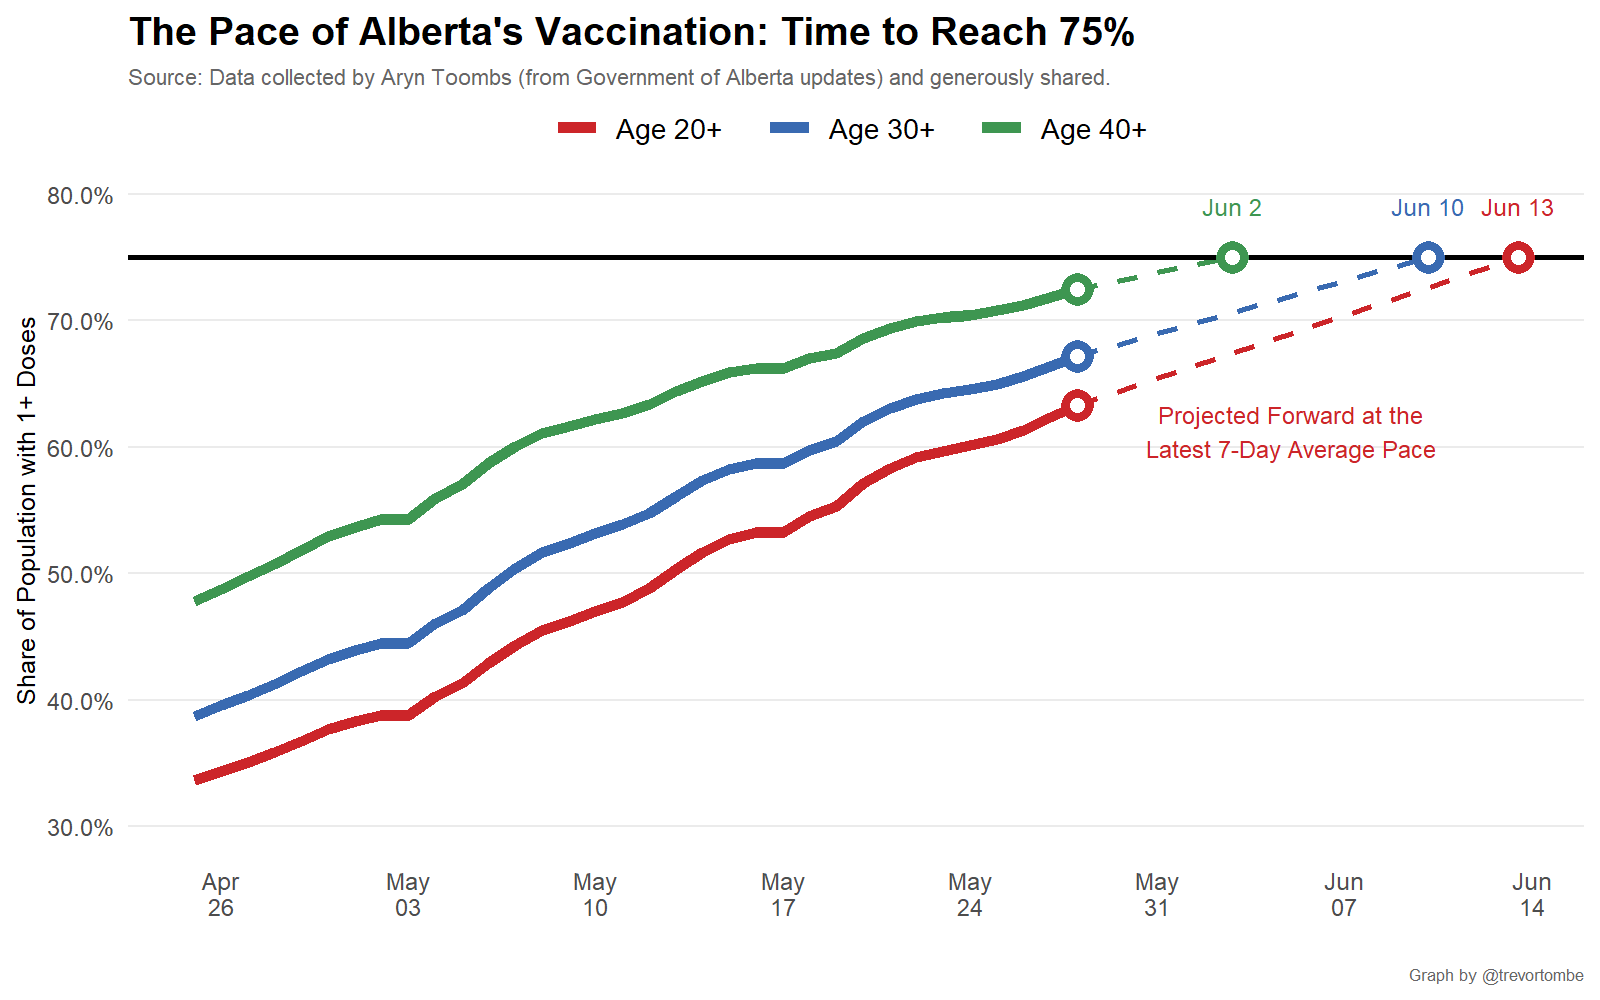 The Pace of Alberta's Vaccination: Time to Reach 75%
Source: Data collected by Aryn Toombs (from Government of Alberta updates) and generously shared.
Age 20+ Age 30+ Age 40+
80.0%
Jun 2 Jun 10 Jun 13
70.0%
Projected Forward at the
Latest 7-Day Average Pace
60.0%
50.0%
40.0%
30.0%
Share of Population with 1+ Doses
Apr May May May May May Jun Jun
26 03 10 17 24 31 07 14
Graph by @trevortombe